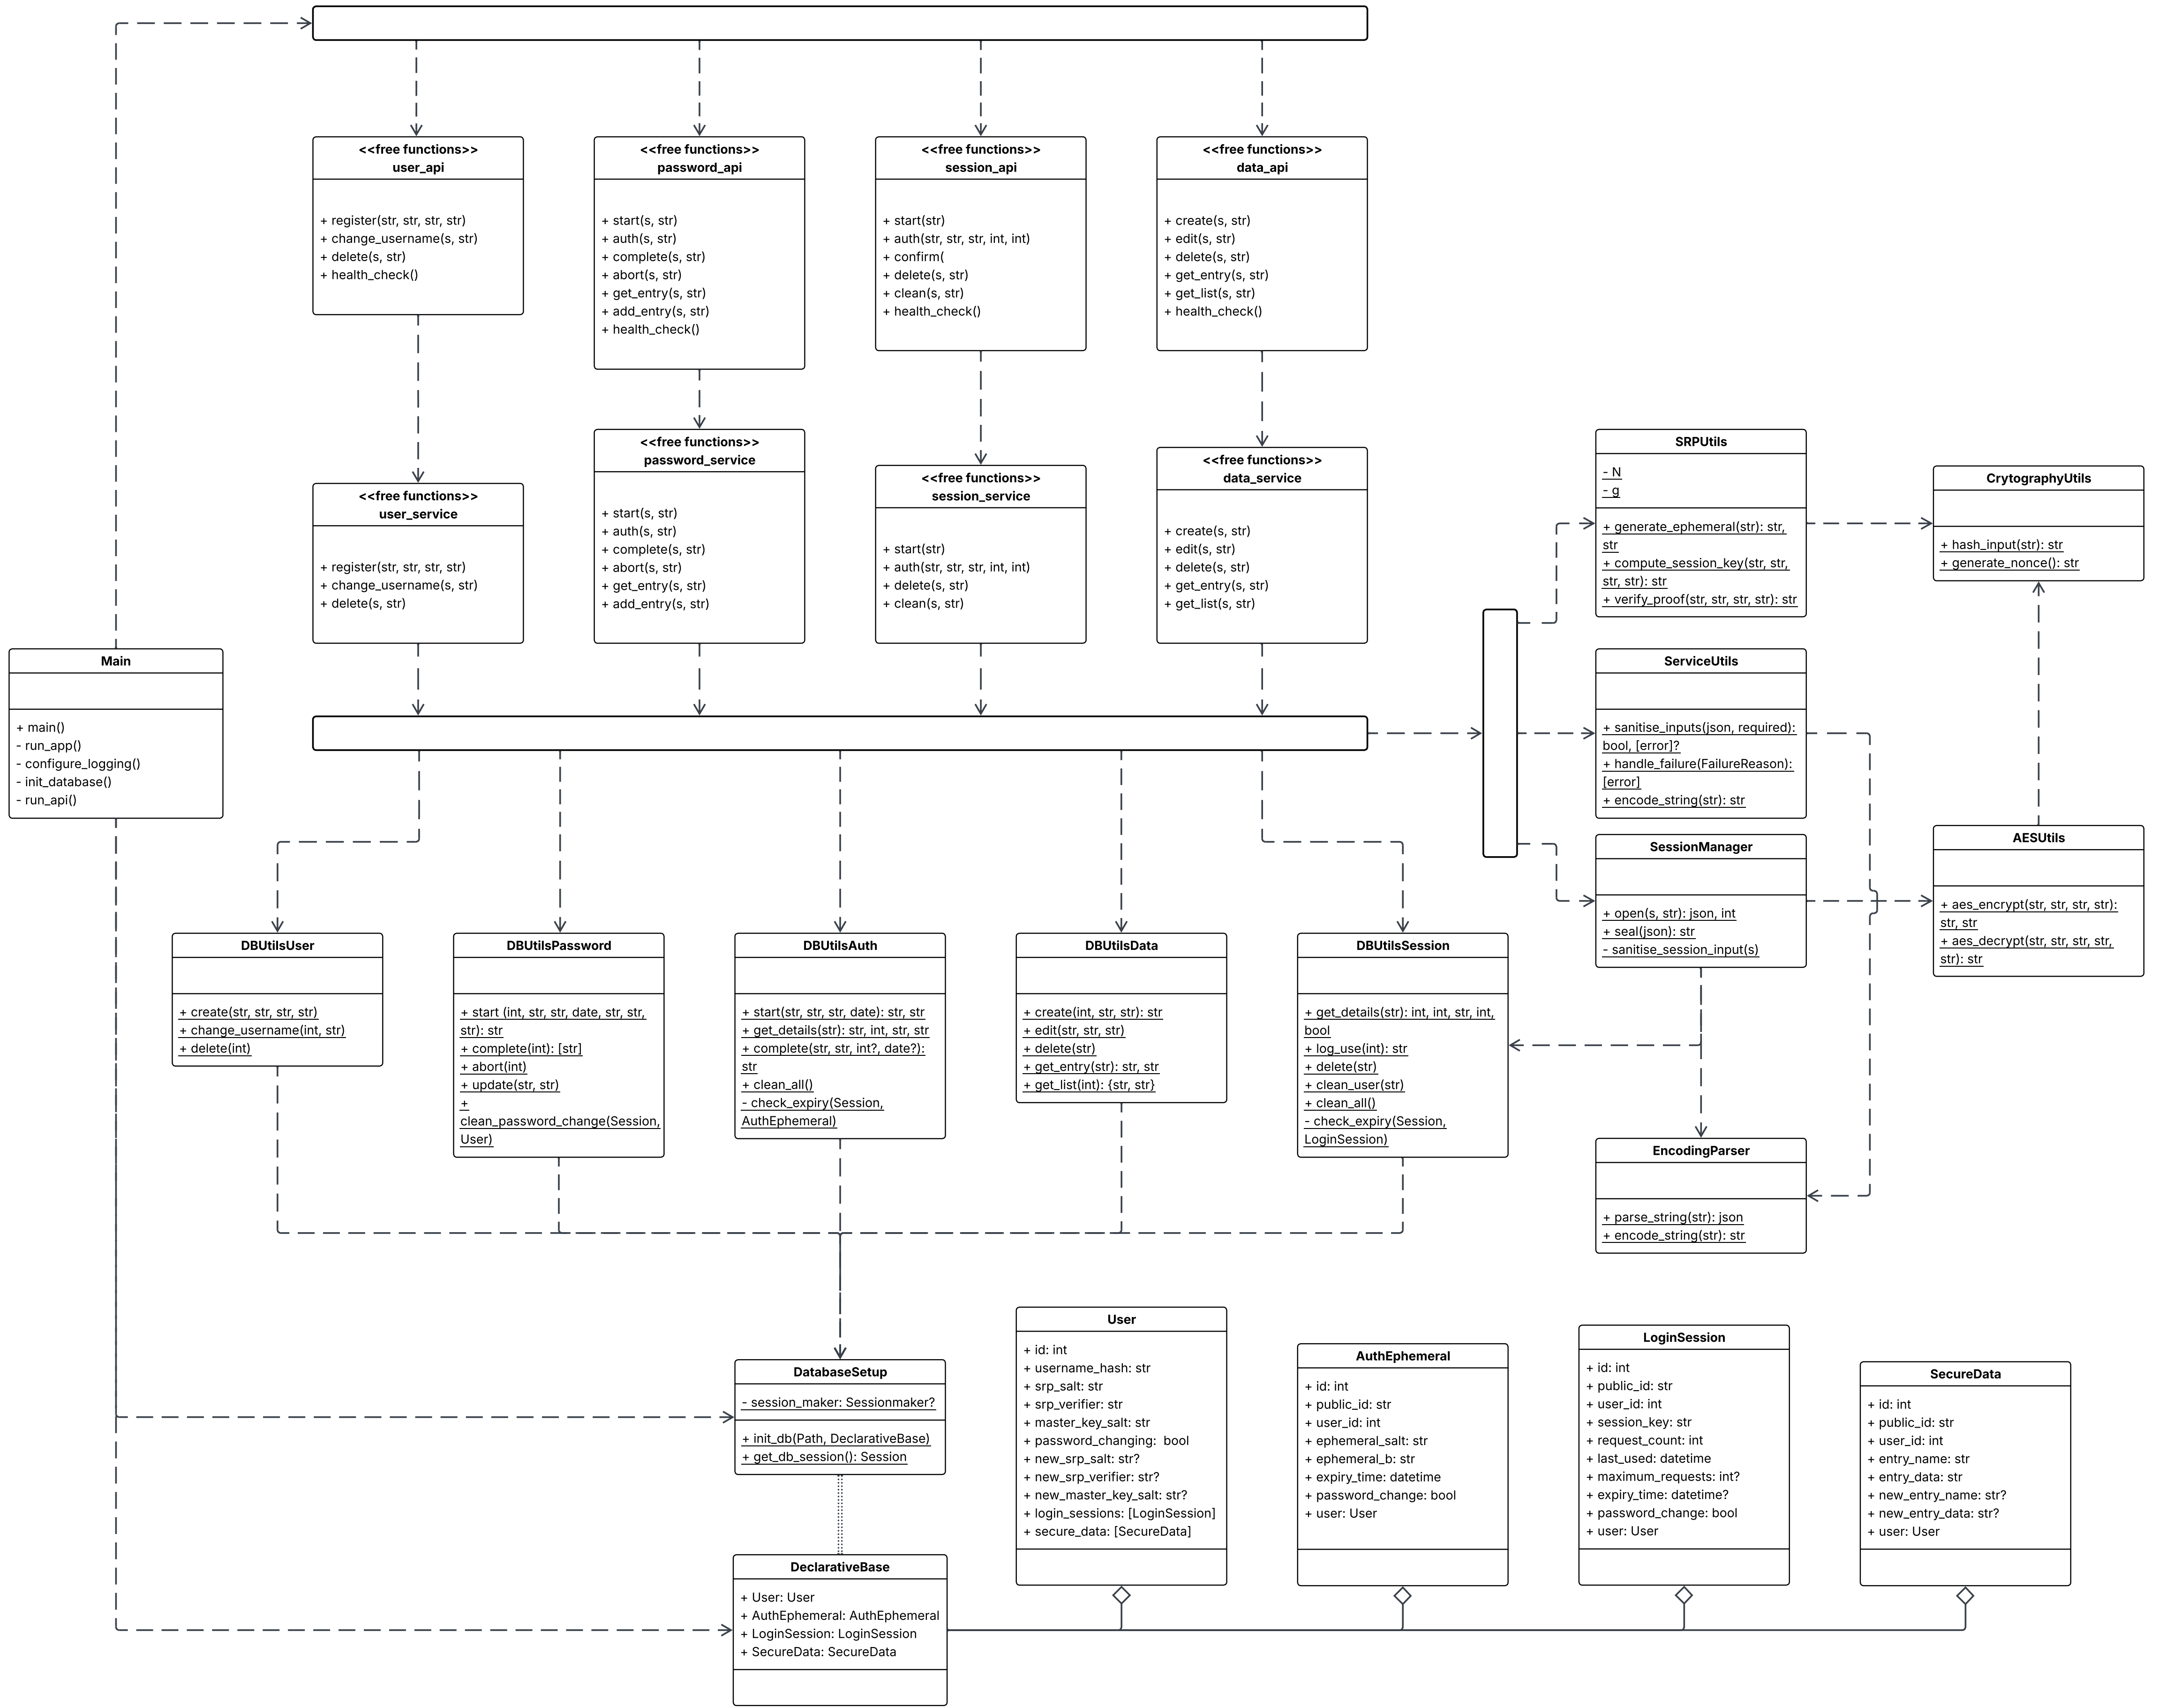 <<free functions>>
user_api
+ register(str, str, str, str)
+ change_username(s, str)
+ delete(s, str)
+ health_check()
<<free functions>>
password_api
+ start(s, str)
+ auth(s, str)
+ complete(s, str)
+ abort(s, str)
+ get_entry(s, str)
+ add_entry(s, str)
+ health_check()
<<free functions>>
session_api
+ start(str)
+ auth(str, str, str, int, int)
+ confirm(
+ delete(s, str)
+ clean(s, str)
+ health_check()
<<free functions>>
data_api
+ create(s, str)
+ edit(s, str)
+ delete(s, str)
+ get_entry(s, str)
+ get_list(s, str)
+ health_check()
<<free functions>>
user_service
+ register(str, str, str, str)
+ change_username(s, str)
+ delete(s, str)
<<free functions>>
password_service
+ start(s, str)
+ auth(s, str)
+ complete(s, str)
+ abort(s, str)
+ get_entry(s, str)
+ add_entry(s, str)
<<free functions>>
session_service
+ start(str)
+ auth(str, str, str, int, int)
+ delete(s, str)
+ clean(s, str)
<<free functions>>
data_service
+ create(s, str)
+ edit(s, str)
+ delete(s, str)
+ get_entry(s, str)
+ get_list(s, str)
SRPUtils
- N
- g
+ generate_ephemeral(str): str,
str
+ compute_session_key(str, str,
str, str): str
+ verify_proof(str, str, str, str): str
CrytographyUtils
+ hash_input(str): str
+ generate_nonce(): str
Main
+ main()
- run_app()
- configure_logging()
- init_database()
- run_api()
ServiceUtils
+ sanitise_inputs(json, required):
bool, [error]?
+ handle_failure(FailureReason):
[error]
+ encode_string(str): str
SessionManager
+ open(s, str): json, int
+ seal(json): str
- sanitise_session_input(s)
AESUtils
+ aes_encrypt(str, str, str, str):
str, str
+ aes_decrypt(str, str, str, str,
str): str
DBUtilsUser
+ create(str, str, str, str)
+ change_username(int, str)
+ delete(int)
DBUtilsPassword
+ start (int, str, str, date, str, str,
str): str
+ complete(int): [str]
+ abort(int)
+ update(str, str)
+
clean_password_change(Session,
User)
DBUtilsAuth
+ start(str, str, str, date): str, str
+ get_details(str): str, int, str, str
+ complete(str, str, int?, date?):
str
+ clean_all()
- check_expiry(Session,
AuthEphemeral)
DBUtilsData
+ create(int, str, str): str
+ edit(str, str, str)
+ delete(str)
+ get_entry(str): str, str
+ get_list(int): {str, str}
DBUtilsSession
+ get_details(str): int, int, str, int,
bool
+ log_use(int): str
+ delete(str)
+ clean_user(str)
+ clean_all()
- check_expiry(Session,
LoginSession)
EncodingParser
+ parse_string(str): json
+ encode_string(str): str
DatabaseSetup
- session_maker: Sessionmaker?
+ init_db(Path, DeclarativeBase)
+ get_db_session(): Session
User
+ id: int
+ username_hash: str
+ srp_salt: str
+ srp_verifier: str
+ master_key_salt: str
+ password_changing:  bool
+ new_srp_salt: str?
+ new_srp_verifier: str?
+ new_master_key_salt: str?
+ login_sessions: [LoginSession]
+ secure_data: [SecureData]
AuthEphemeral
+ id: int
+ public_id: str
+ user_id: int
+ ephemeral_salt: str
+ ephemeral_b: str
+ expiry_time: datetime
+ password_change: bool
+ user: User
LoginSession
+ id: int
+ public_id: str
+ user_id: int
+ session_key: str
+ request_count: int
+ last_used: datetime
+ maximum_requests: int?
+ expiry_time: datetime?
+ password_change: bool
+ user: User
SecureData
+ id: int
+ public_id: str
+ user_id: int
+ entry_name: str
+ entry_data: str
+ new_entry_name: str?
+ new_entry_data: str?
+ user: User
DeclarativeBase
+ User: User
+ AuthEphemeral: AuthEphemeral
+ LoginSession: LoginSession
+ SecureData: SecureData